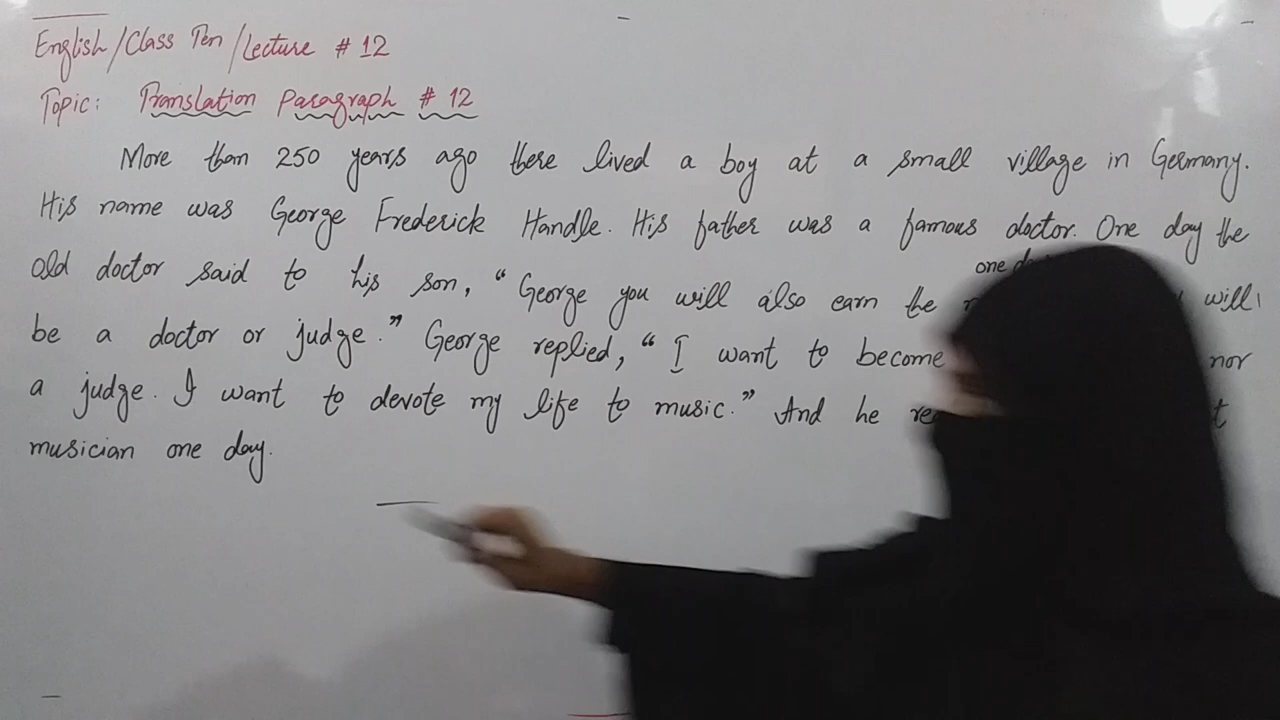 English/Class Ten/Lecture # 12
Topic: Translation Paragraph # 12
More than 250 years ago there lived a boy at a small village in Germany.
His name was George Frederick Handle. His father was a famous doctor. One day the
one
old doctor said to his son, "George you will also earn the will
be a doctor or judge." George replied, "I want to become nor
a judge. I want to devote my life to music." And he
musician one day.